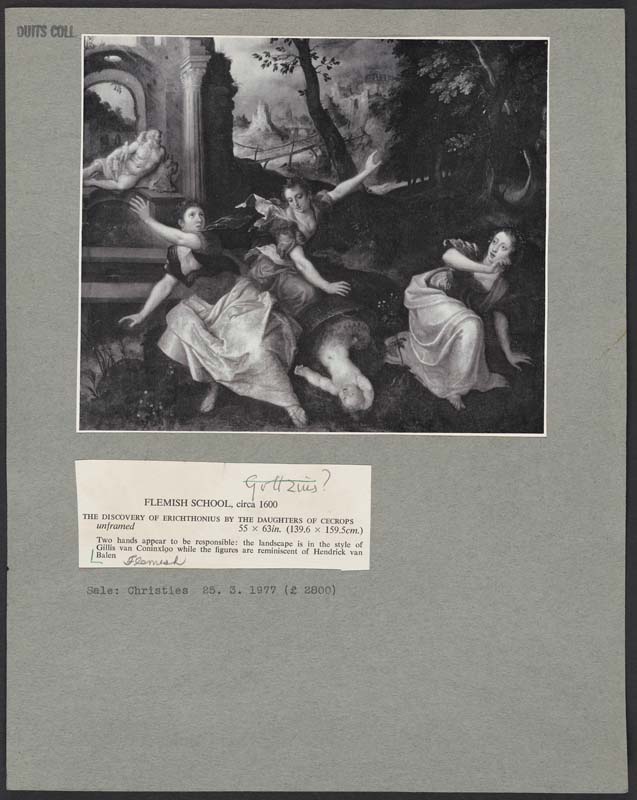 DUITS COLL.
Goltzius?
FLEMISH SCHOOL, circa 1600
THE DISCOVERY OF ERICHTHONIUS BY THE DAUGHTERS OF CECROPS
unframed 55 × 63in. (139.6 × 159.5cm.)
Two hands appear to be responsible: the landscape is in the style of
Gillis van Coninxloo while the figures are reminiscent of Hendrick van
Balen Flemish
Sale: Christies 25. 3. 1977 (£ 2800)